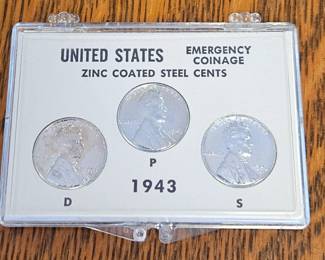 UNITED STATES EMERGENCY COINAGE
ZINC COATED STEEL CENTS
P
D S
1943